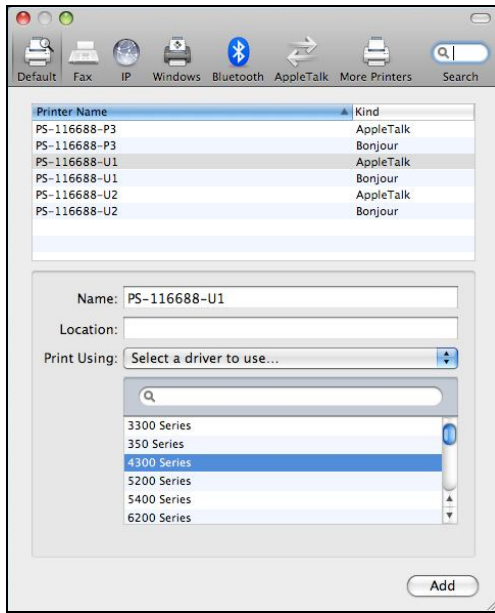 Default Fax IP Windows Bluetooth AppleTalk More Printers Search
Printer Name Kind
PS-116688-P3 AppleTalk
PS-116688-P3 Bonjour
PS-116688-U1 AppleTalk
PS-116688-U1 Bonjour
PS-116688-U2 AppleTalk
PS-116688-U2 Bonjour
Name: PS-116688-U1
Location:
Print Using: Select a driver to use...
3300 Series
350 Series
4300 Series
5200 Series
5400 Series
6200 Series
Add